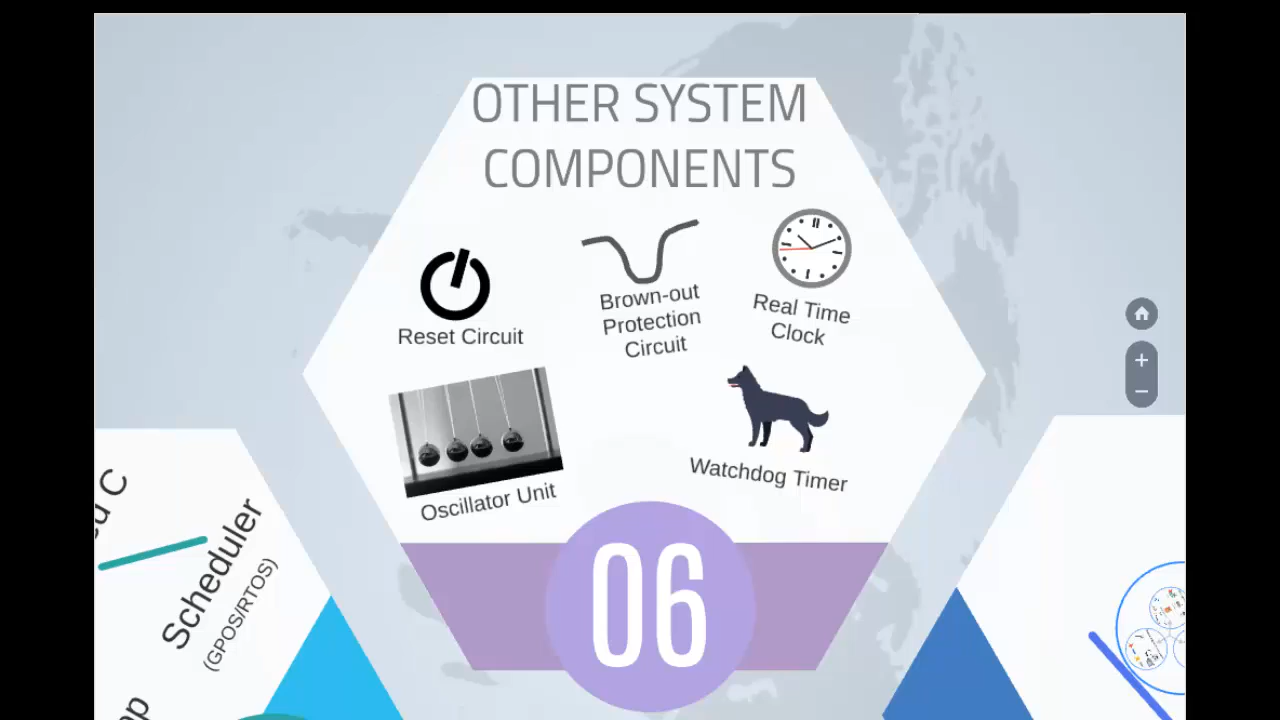 OTHER SYSTEM
COMPONENTS
Reset Circuit
Brown-out
Protection
Circuit
Real Time
Clock
Oscillator Unit
Watchdog Timer
06
C
Scheduler
(GPOS/RTOS)